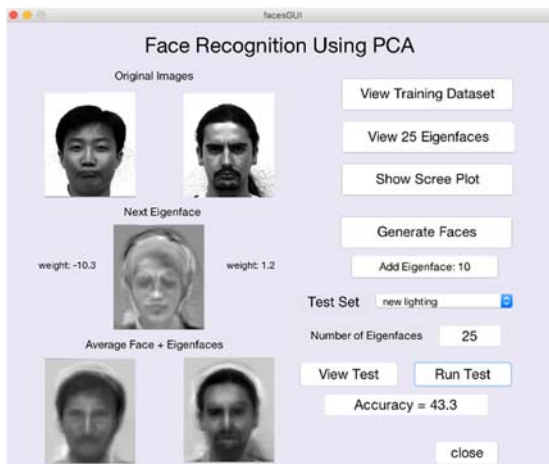 facesGUI
Face Recognition Using PCA
Original Images
View Training Dataset
View 25 Eigenfaces
Show Scree Plot
Next Eigenface
weight: -10.3
weight: 1.2
Generate Faces
Add Eigenface: 10
Test Set new lighting
Number of Eigenfaces 25
Average Face + Eigenfaces
View Test Run Test
Accuracy = 43.3
close